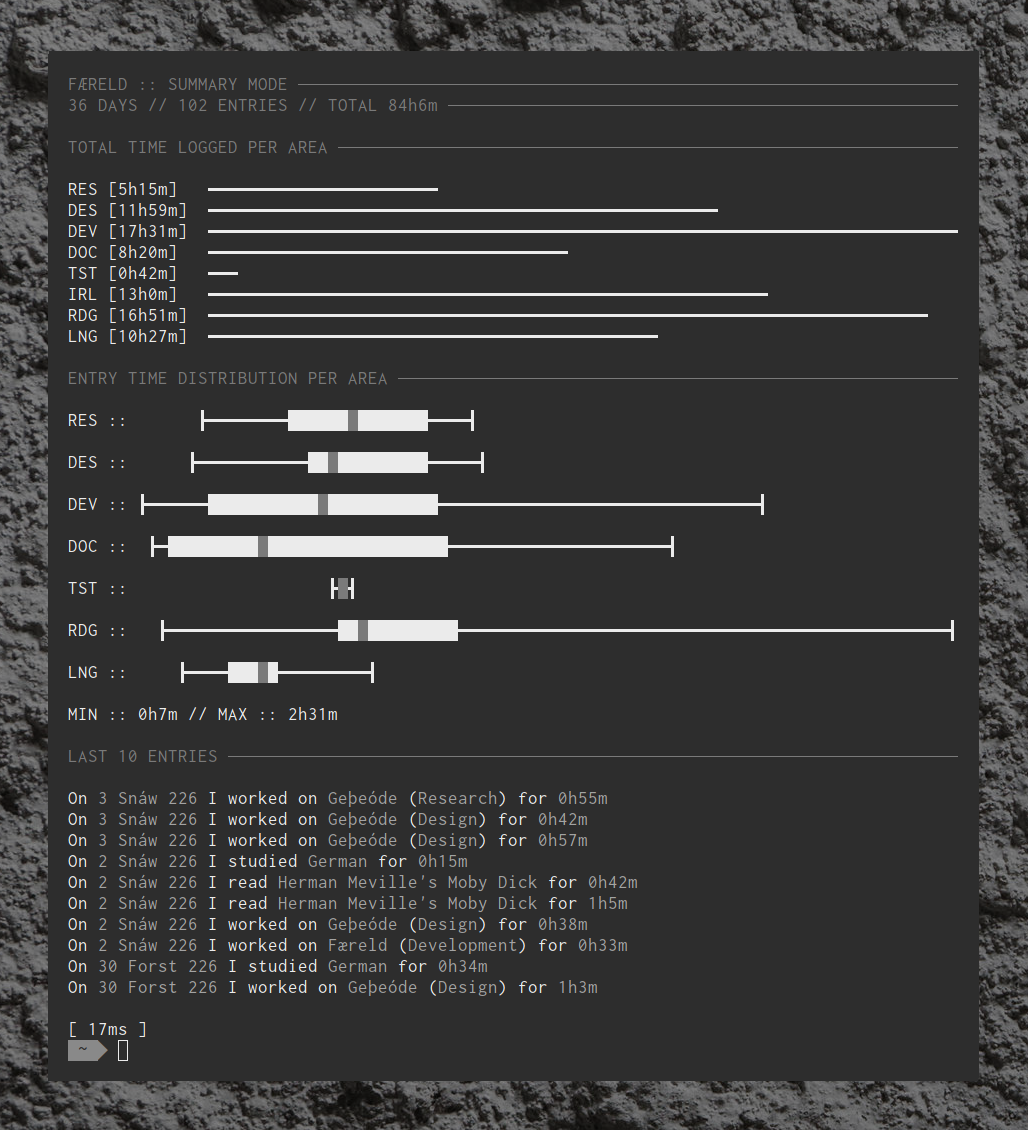 FÆRELD :: SUMMARY MODE
36 DAYS // 102 ENTRIES // TOTAL 84h6m
TOTAL TIME LOGGED PER AREA
RES [5h15m]
DES [11h59m]
DEV [17h31m]
DOC [8h20m]
TST [0h42m]
IRL [13h0m]
RDG [16h51m]
LNG [10h27m]
ENTRY TIME DISTRIBUTION PER AREA
RES ::
DES ::
DEV ::
DOC ::
TST ::
RDG ::
LNG ::
MIN :: 0h7m // MAX :: 2h31m
LAST 10 ENTRIES
On 3 Snáw 226 I worked on Geþeóde (Research) for 0h55m
On 3 Snáw 226 I worked on Geþeóde (Design) for 0h42m
On 3 Snáw 226 I worked on Geþeóde (Design) for 0h57m
On 2 Snáw 226 I studied German for 0h15m
On 2 Snáw 226 I read Herman Meville's Moby Dick for 0h42m
On 2 Snáw 226 I read Herman Meville's Moby Dick for 1h5m
On 2 Snáw 226 I worked on Geþeóde (Design) for 0h38m
On 2 Snáw 226 I worked on Færeld (Development) for 0h33m
On 30 Forst 226 I studied German for 0h34m
On 30 Forst 226 I worked on Geþeóde (Design) for 1h3m
[ 17ms ]
~